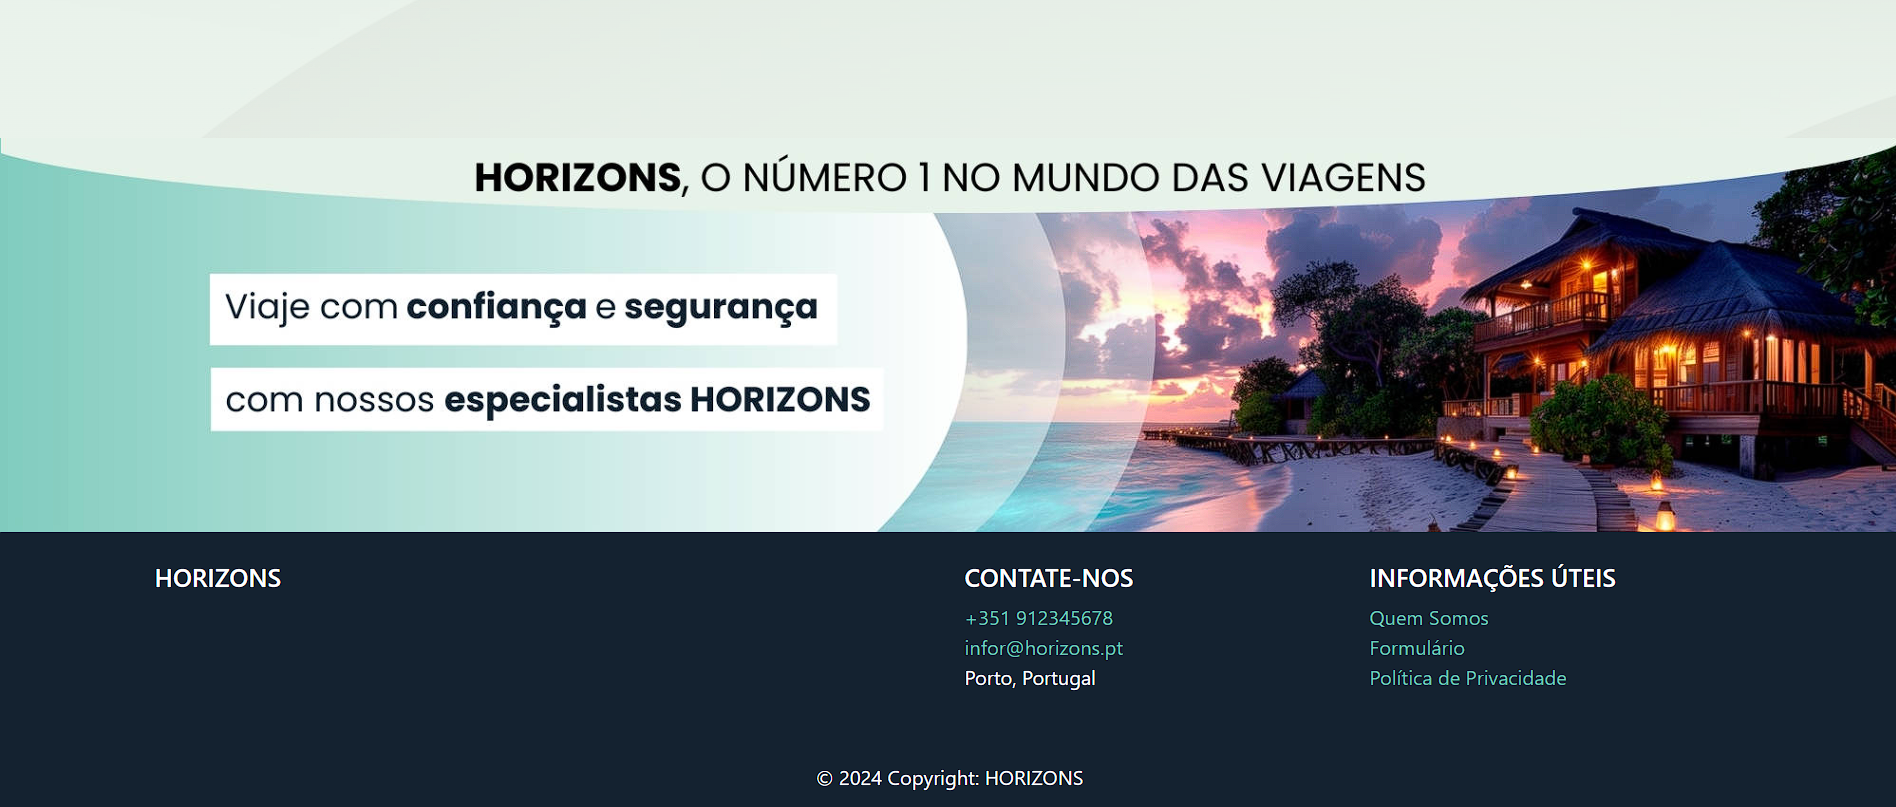 HORIZONS, O NÚMERO 1 NO MUNDO DAS VIAGENS
Viaje com confiança e segurança
com nossos especialistas HORIZONS
HORIZONS
CONTATE-NOS
+351 912345678
infor@horizons.pt
Porto, Portugal
INFORMAÇÕES ÚTEIS
Quem Somos
Formulário
Política de Privacidade
© 2024 Copyright: HORIZONS